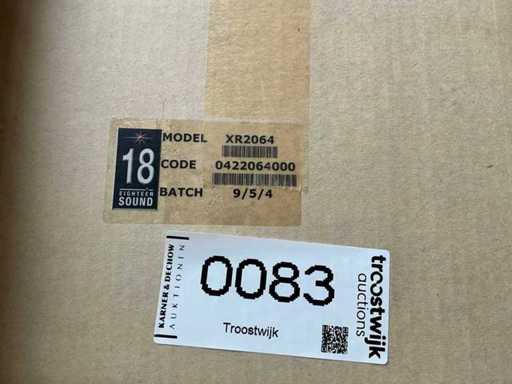 18
EIGHTEEN
SOUND
MODEL XR2064
CODE 0422064000
BATCH 9/5/4
KARNER & DECHOW
AUKTIONEN
0083
Troostwijk
troostwijk
auctions